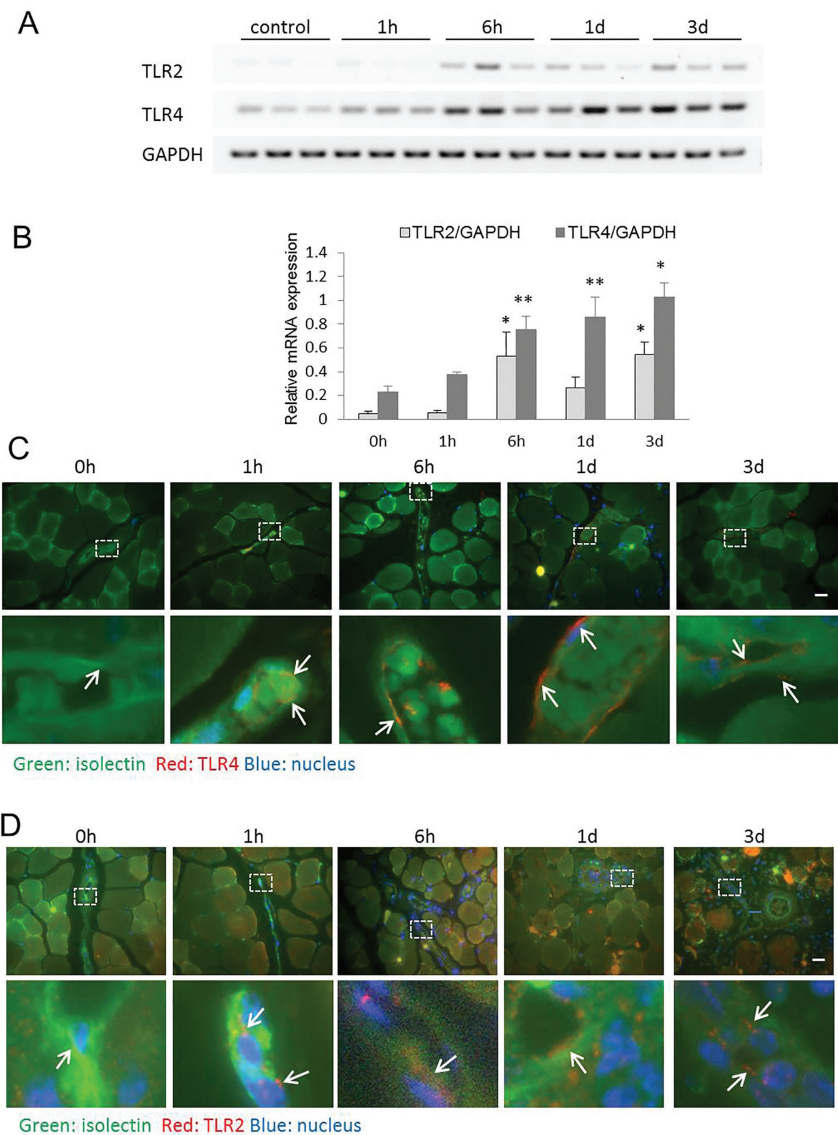 A
control 1h 6h 1d 3d
TLR2
TLR4
GAPDH
B
TLR2/GAPDH TLR4/GAPDH
Relative mRNA expression
1.4
1.2
1
0.8
0.6
0.4
0.2
0
* ** ** * *
0h 1h 6h 1d 3d
C
0h 1h 6h 1d 3d
Green: isolectin Red: TLR4 Blue: nucleus
D
0h 1h 6h 1d 3d
Green: isolectin Red: TLR2 Blue: nucleus